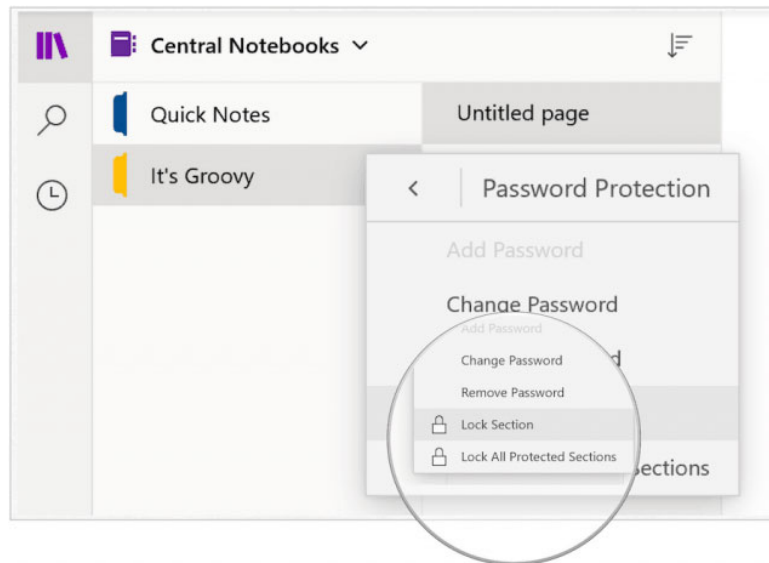 Central Notebooks
Quick Notes
Untitled page
It's Groovy
Password Protection
Add Password
Change Password
Add Password
Change Password
Remove Password
Lock Section
Lock All Protected Sections
Sections